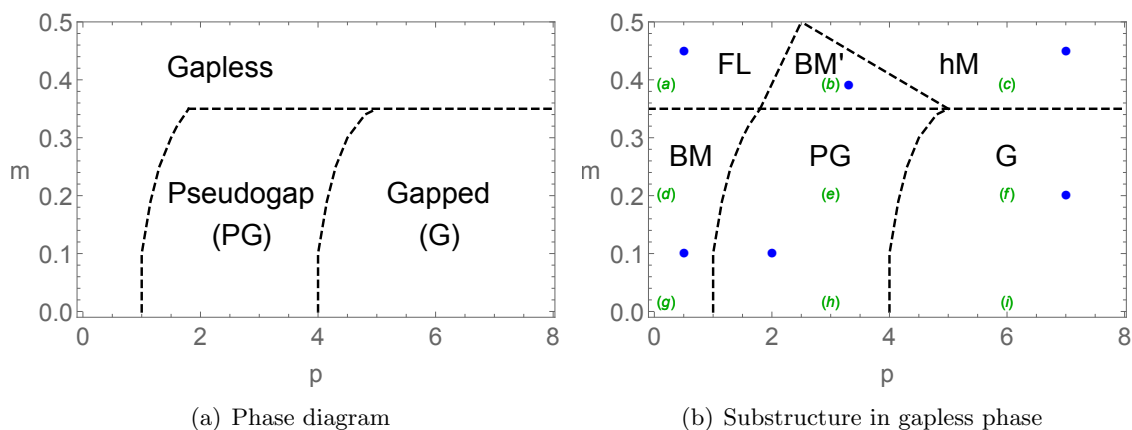 0.5
0.4
0.3
0.2
0.1
0.0
m
Gapless
Pseudogap
(PG)
Gapped
(G)
0 2 4 6 8
p
(a) Phase diagram
0.5
0.4
0.3
0.2
0.1
0.0
m
FL BM' hM
(a) (b) (c)
BM PG G
(d) (e) (f)
(g) (h) (i)
0 2 4 6 8
p
(b) Substructure in gapless phase